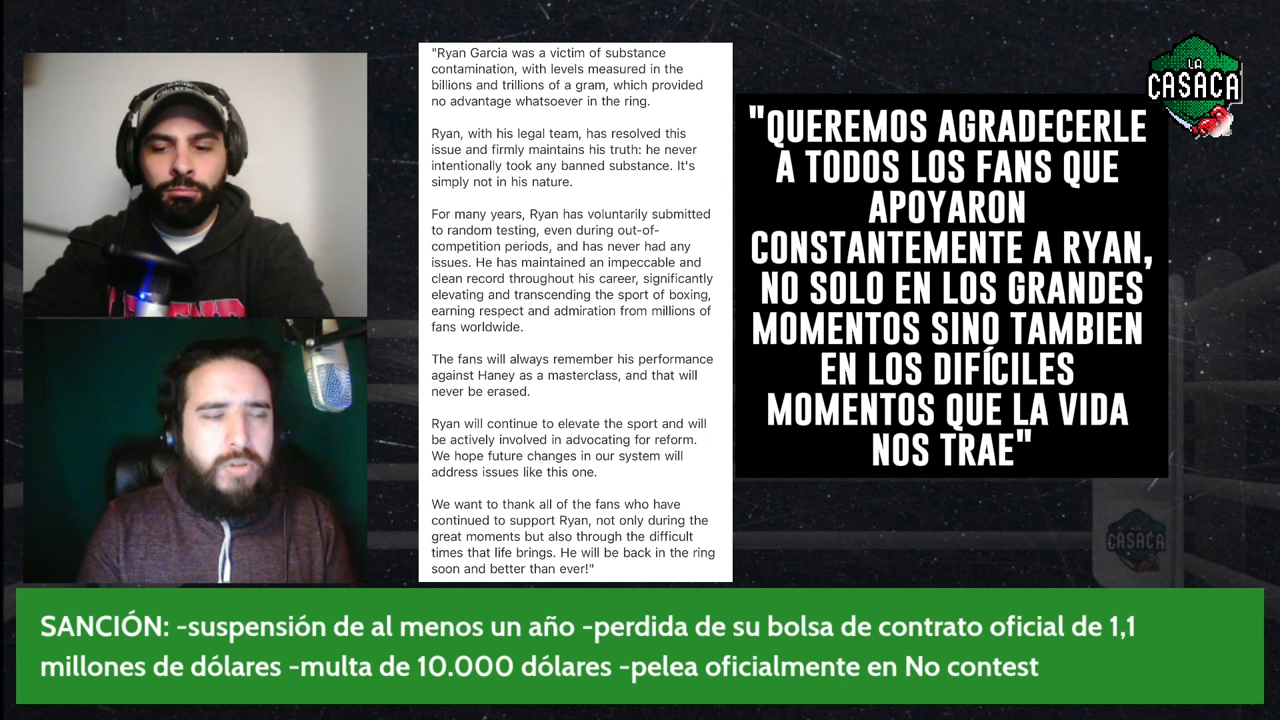 "Ryan Garcia was a victim of substance
contamination, with levels measured in the
billions and trillions of a gram, which provided
no advantage whatsoever in the ring.
Ryan, with his legal team, has resolved this
issue and firmly maintains his truth: he never
intentionally took any banned substance. It's
simply not in his nature.
For many years, Ryan has voluntarily submitted
to random testing, even during out-of-
competition periods, and has never had any
issues. He has maintained an impeccable and
clean record throughout his career, significantly
elevating and transcending the sport of boxing,
earning respect and admiration from millions of
fans worldwide.
The fans will always remember his performance
against Haney as a masterclass, and that will
never be erased.
Ryan will continue to elevate the sport and will
be actively involved in advocating for reform.
We hope future changes in our system will
address issues like this one.
We want to thank all of the fans who have
continued to support Ryan, not only during the
great moments but also through the difficult
times that life brings. He will be back in the ring
soon and better than ever!"
LA
CASACA
"QUEREMOS AGRADECERLE
A TODOS LOS FANS QUE
APOYARON
CONSTANTEMENTE A RYAN,
NO SOLO EN LOS GRANDES
MOMENTOS SINO TAMBIEN
EN LOS DIFÍCILES
MOMENTOS QUE LA VIDA
NOS TRAE"
CASACA
SANCIÓN: -suspensión de al menos un año -perdida de su bolsa de contrato oficial de 1,1
millones de dólares -multa de 10.000 dólares -pelea oficialmente en No contest